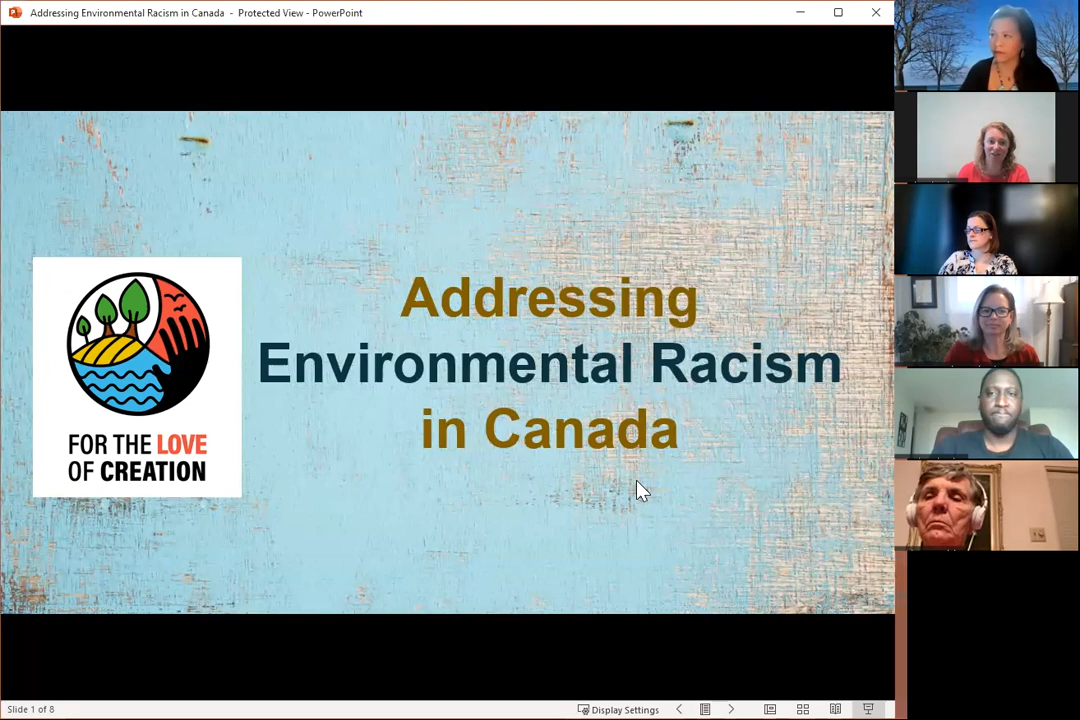 Addressing Environmental Racism in Canada - Protected View - PowerPoint
Addressing
Environmental Racism
in Canada
FOR THE LOVE
OF CREATION
Slide 1 of 8
Display Settings